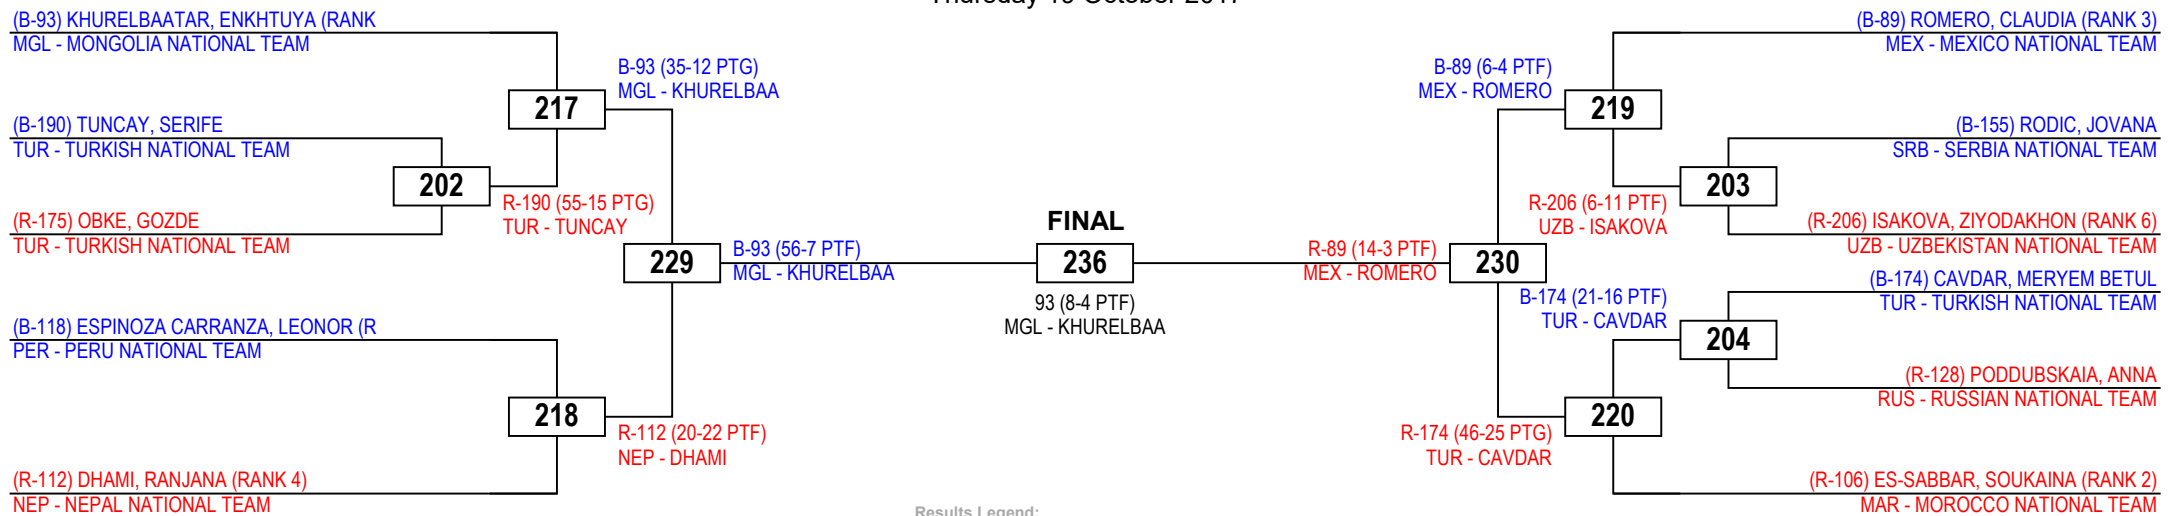 (B-93) KHURELBAATAR, ENKHTUYA (RANK
MGL - MONGOLIA NATIONAL TEAM
B-93 (35-12 PTG)
MGL - KHURELBAA
217
(B-190) TUNCAY, SERIFE
TUR - TURKISH NATIONAL TEAM
202
R-190 (55-15 PTG)
TUR - TUNCAY
(R-175) OBKE, GOZDE
TUR - TURKISH NATIONAL TEAM
229
B-93 (56-7 PTF)
MGL - KHURELBAA
(B-118) ESPINOZA CARRANZA, LEONOR (R
PER - PERU NATIONAL TEAM
218
R-112 (20-22 PTF)
NEP - DHAMI
(R-112) DHAMI, RANJANA (RANK 4)
NEP - NEPAL NATIONAL TEAM
FINAL
236
93 (8-4 PTF)
MGL - KHURELBAA
(B-89) ROMERO, CLAUDIA (RANK 3)
MEX - MEXICO NATIONAL TEAM
B-89 (6-4 PTF)
MEX - ROMERO
219
(B-155) RODIC, JOVANA
SRB - SERBIA NATIONAL TEAM
203
R-206 (6-11 PTF)
UZB - ISAKOVA
(R-206) ISAKOVA, ZIYODAKHON (RANK 6)
UZB - UZBEKISTAN NATIONAL TEAM
R-89 (14-3 PTF)
MEX - ROMERO
230
(B-174) CAVDAR, MERYEM BETUL
TUR - TURKISH NATIONAL TEAM
B-174 (21-16 PTF)
TUR - CAVDAR
204
(R-128) PODDUBSKAIA, ANNA
RUS - RUSSIAN NATIONAL TEAM
220
R-174 (46-25 PTG)
TUR - CAVDAR
(R-106) ES-SABBAR, SOUKAINA (RANK 2)
MAR - MOROCCO NATIONAL TEAM
Results Legend: